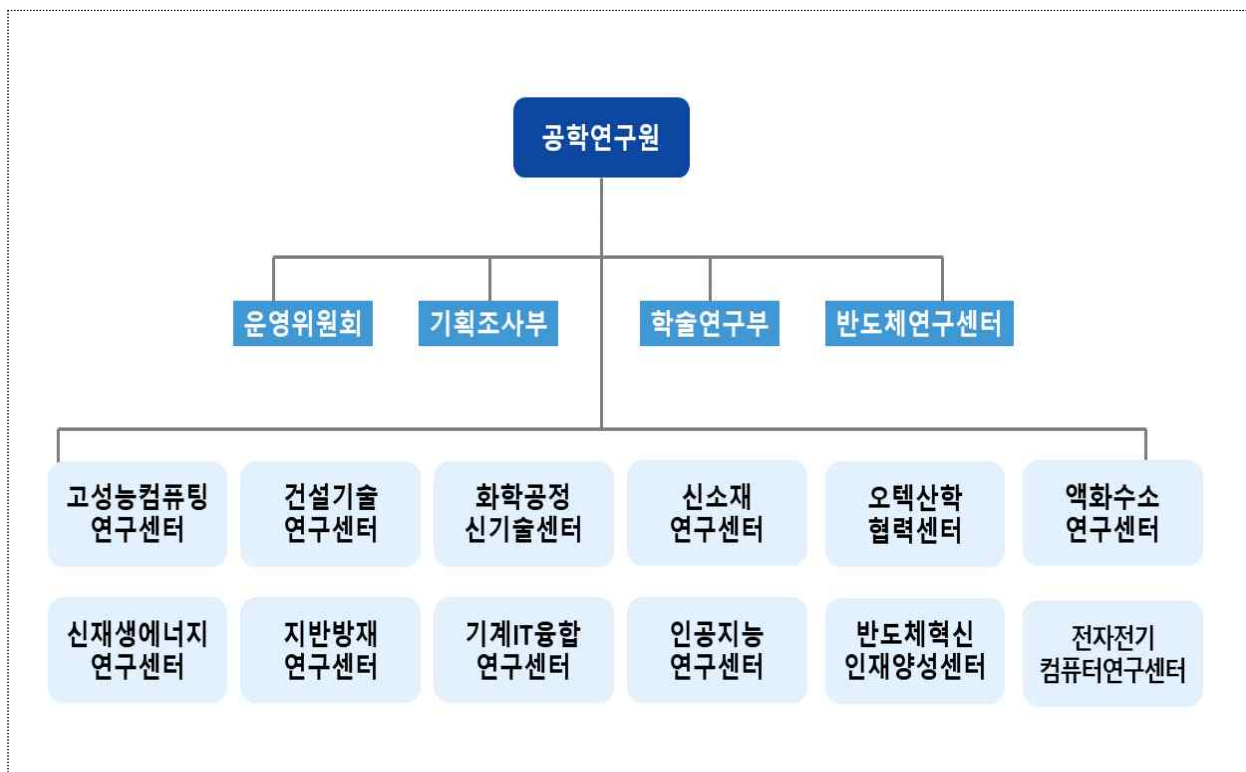 공학연구원
운영위원회
기획조사부
학술연구부
반도체연구센터
고성능컴퓨팅
연구센터
건설기술
연구센터
화학공정
신기술센터
신소재
연구센터
오텍산학
협력센터
액화수소
연구센터
신재생에너지
연구센터
지반방재
연구센터
기계IT융합
연구센터
인공지능
연구센터
반도체혁신
인재양성센터
전자전기
컴퓨터연구센터